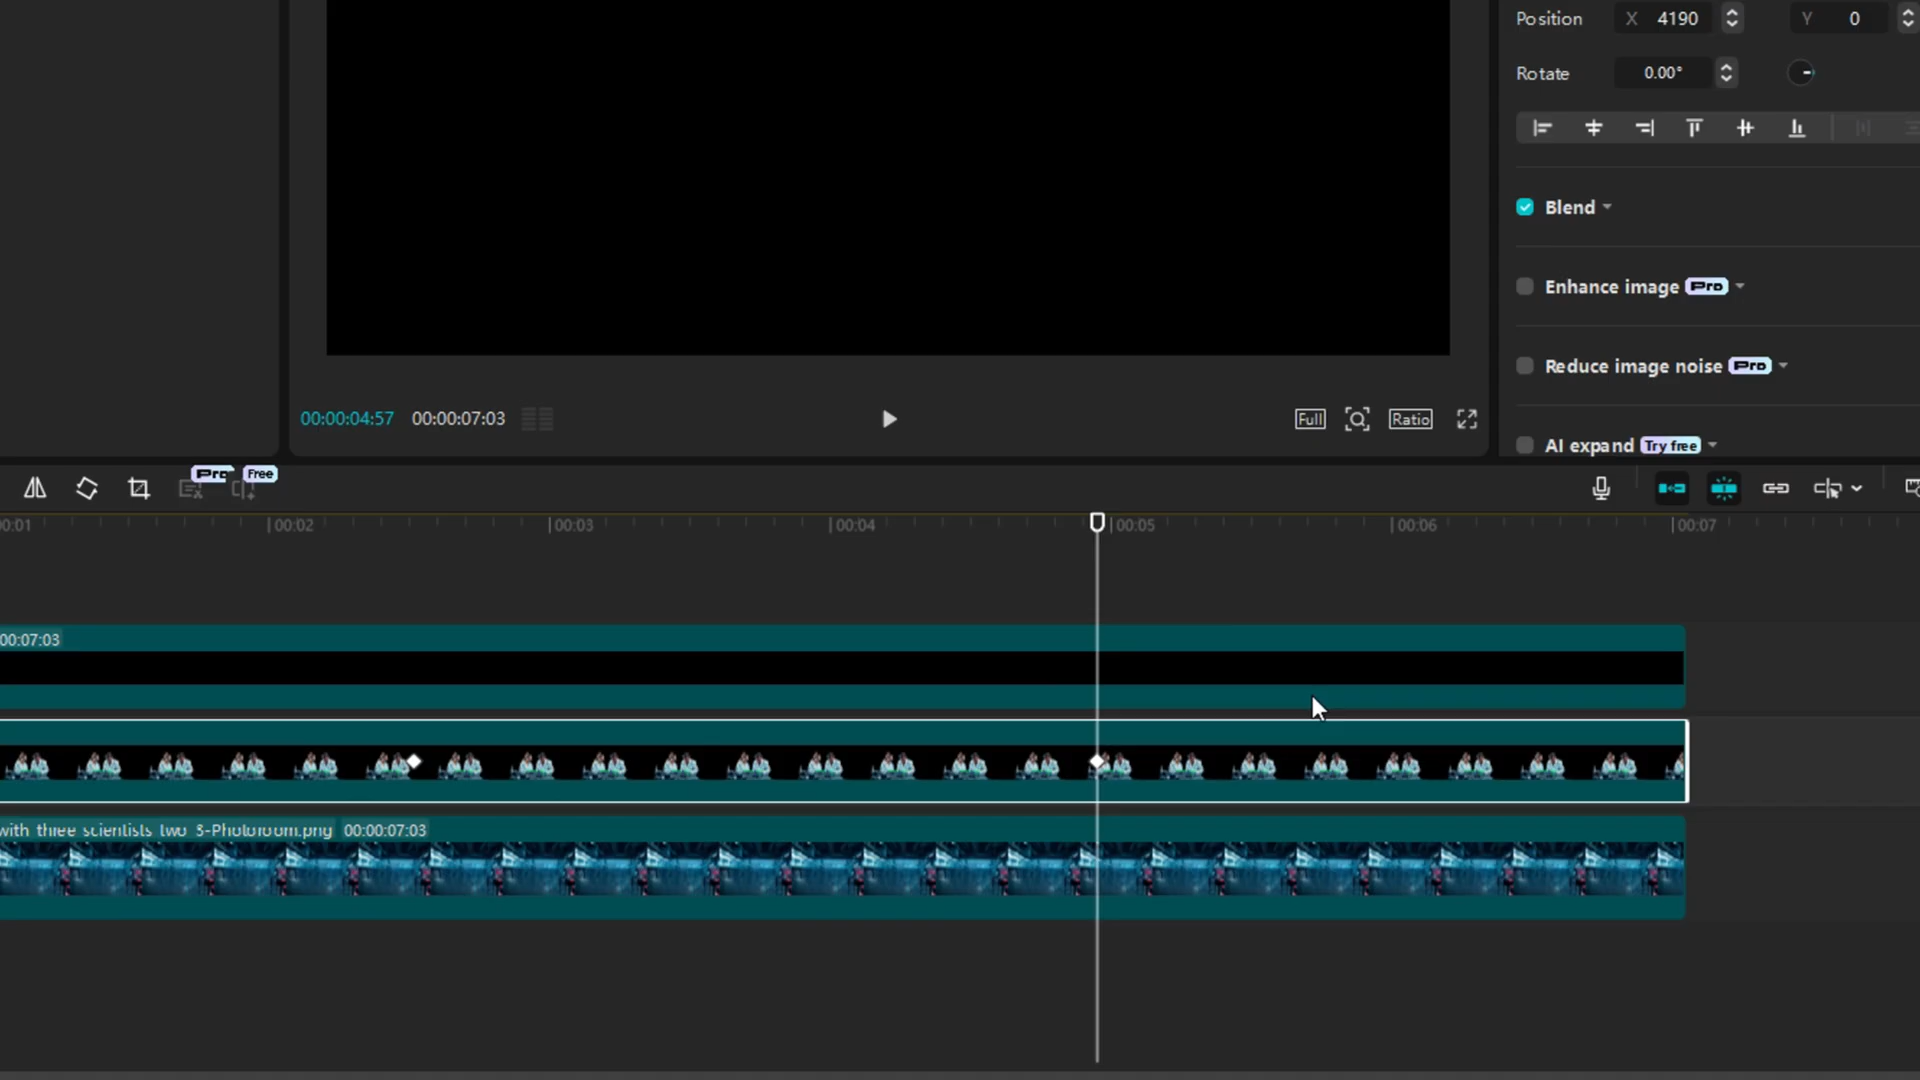 Position X 4190 Y 0
Rotate 0.00°
Blend
Enhance image Pro
Reduce image noise Pro
AI expand Try free
00:00:04:57 00:00:07:03
Full Ratio
Pro Free
0:01 00:02 00:03 00:04 00:05 00:06 00:07
00:07:03
with three scientists two 3-Photoroom.png 00:00:07:03